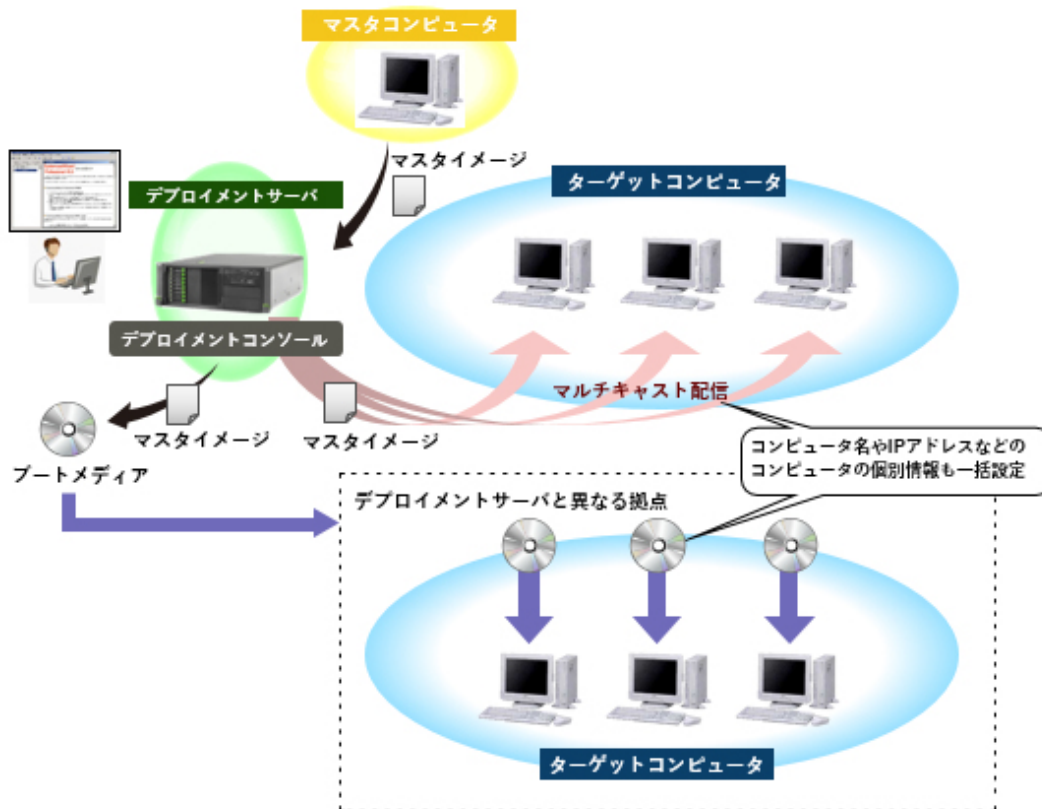 マスタコンピュータ
マスタイメージ
デプロイメントサーバ
ターゲットコンピュータ
デプロイメントコンソール
マルチキャスト配信
マスタイメージ
マスタイメージ
ブートメディア
コンピュータ名やIPアドレスなどの
コンピュータの個別情報も一括設定
デプロイメントサーバと異なる拠点
ターゲットコンピュータ